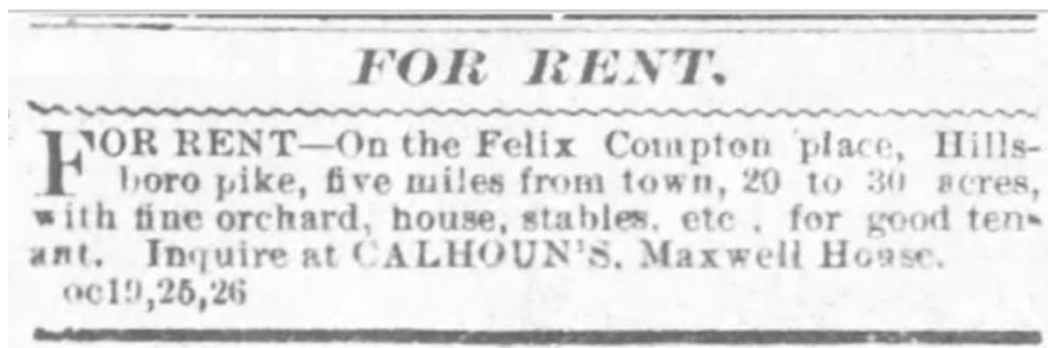 FOR RENT.
FOR RENT—On the Felix Compton place, Hills-
boro pike, five miles from town, 20 to 30 acres,
with fine orchard, house, stables, etc., for good ten-
ant. Inquire at CALHOUN'S, Maxwell House.
oc19,25,26